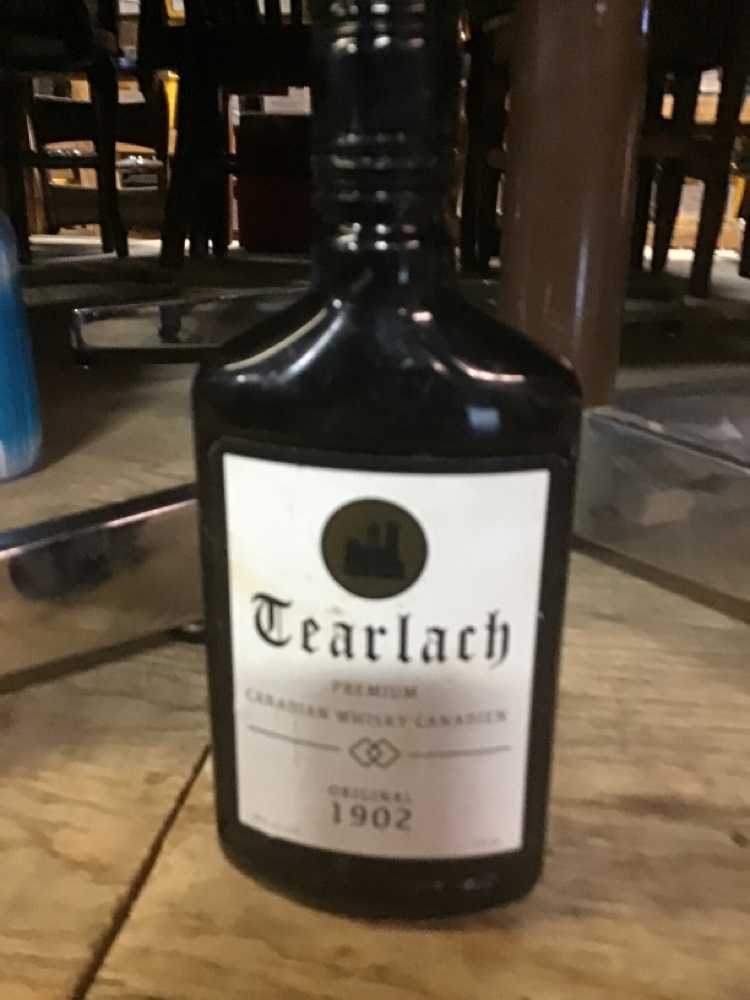 Tearlach
PREMIUM
CANADIAN WHISKY CANADIEN
ORIGINAL
1902